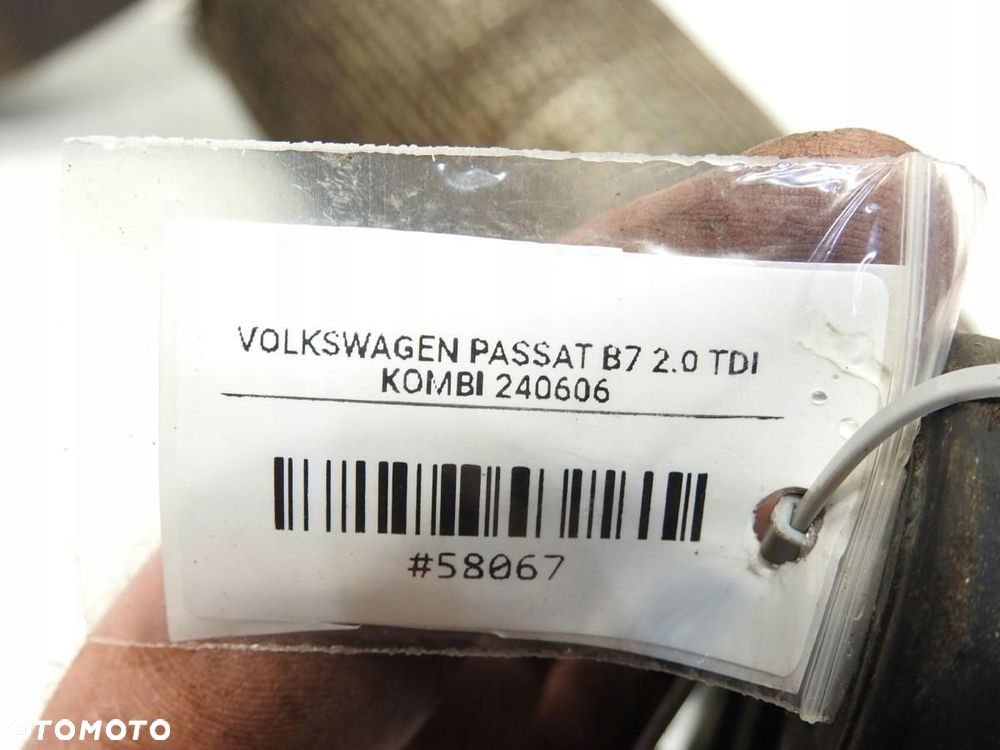 VOLKSWAGEN PASSAT B7 2.0 TDI
KOMBI 240606
#58067
OTOMOTO